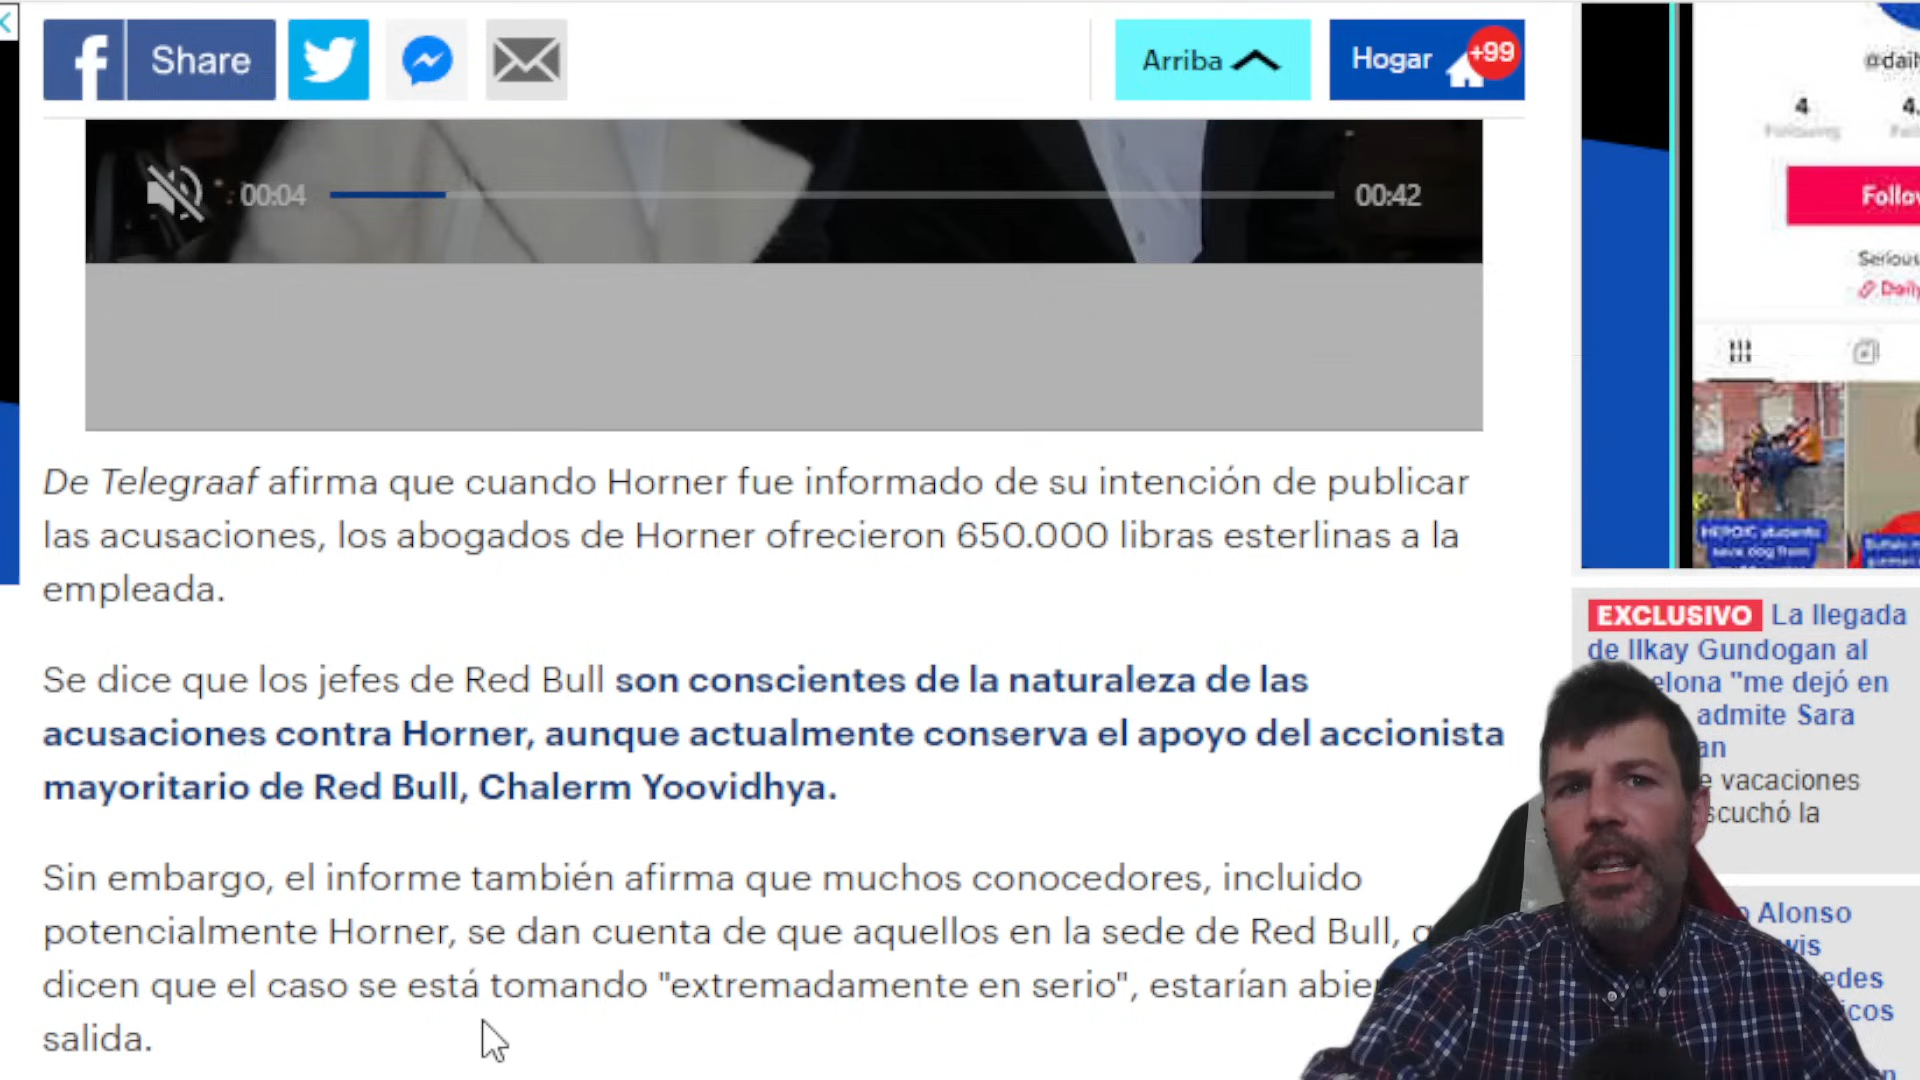 Share
Arriba
Hogar
+99
00:04
00:42
De Telegraaf afirma que cuando Horner fue informado de su intención de publicar
las acusaciones, los abogados de Horner ofrecieron 650.000 libras esterlinas a la
empleada.
Se dice que los jefes de Red Bull son conscientes de la naturaleza de las
acusaciones contra Horner, aunque actualmente conserva el apoyo del accionista
mayoritario de Red Bull, Chalerm Yoovidhya.
Sin embargo, el informe también afirma que muchos conocedores, incluido
potencialmente Horner, se dan cuenta de que aquellos en la sede de Red Bull,
dicen que el caso se está tomando "extremadamente en serio", estarían
salida.
4
Following
EXCLUSIVO La llegada
de Ilkay Gundogan al
"me dejó en
admite Sara
vacaciones
la
Alonso